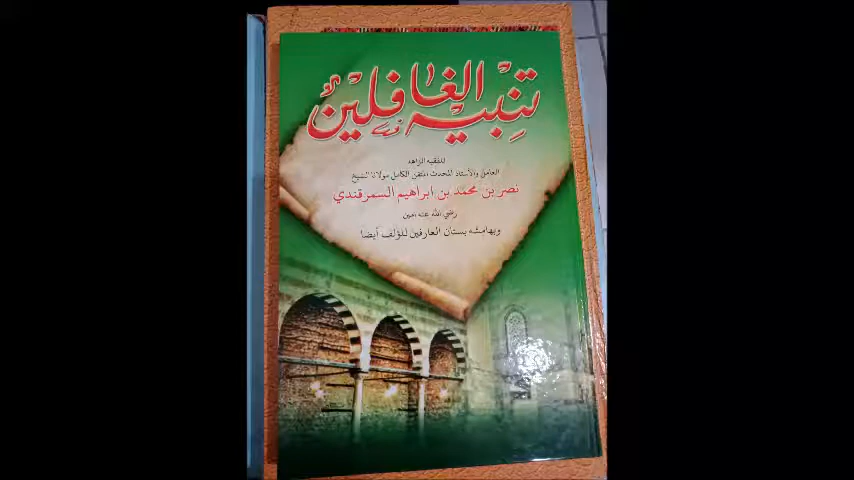 تنبيه الغافلين
للفقيه الزاهد
العامل والأستاذ المحدث المتقن الكامل مولانا الشيخ
نصر بن محمد بن ابراهيم السمرقندي
رضي الله عنه امين
وبهامشه بستان العارفين للمؤلف أيضا